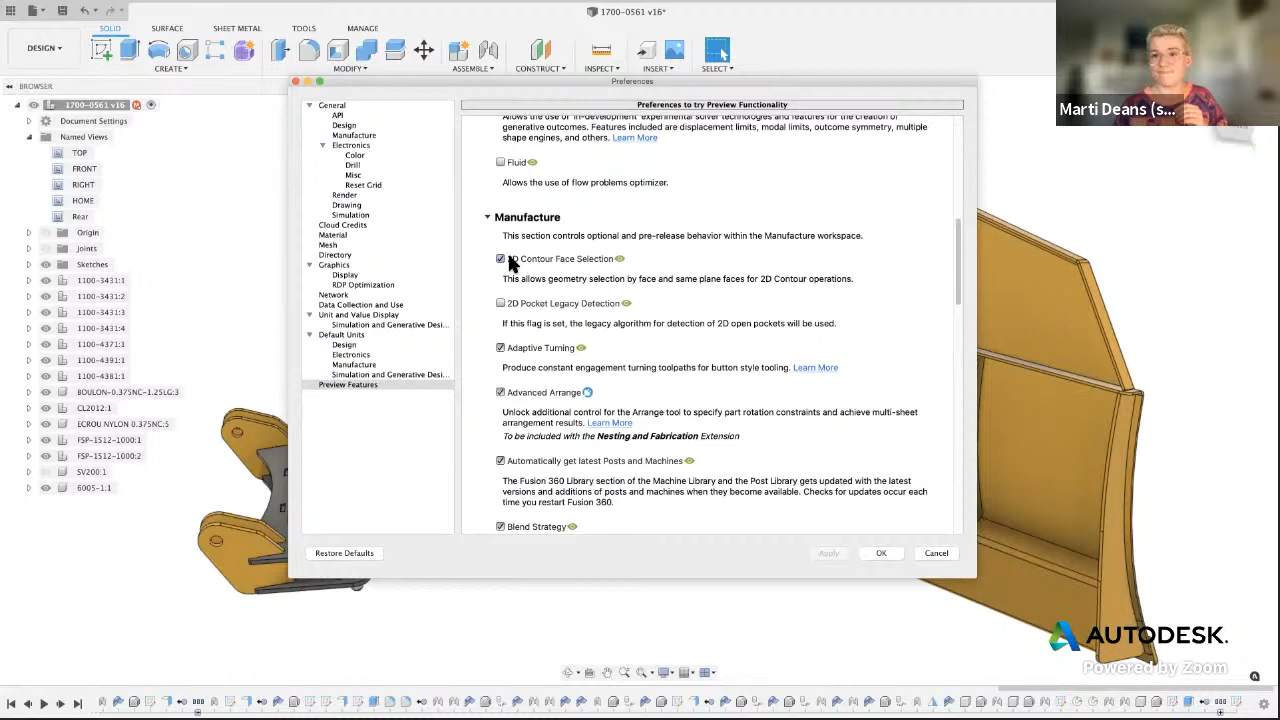 1700-0561 v16*
DESIGN
SOLID
SURFACE
SHEET METAL
TOOLS
MANAGE
CREATE
MODIFY
ASSEMBLE
CONSTRUCT
INSPECT
INSERT
SELECT
Marti Deans (s...
BROWSER
1700-0561 v16
M
Document Settings
Named Views
TOP
FRONT
RIGHT
HOME
Rear
Origin
Joints
Sketches
1100-3431:1
1100-3431:2
1100-3431:3
1100-3431:4
1100-4371:1
1100-4391:1
1100-4381:1
BOULON-0.375NC-1.25LG:3
CL2012:1
ECROU NYLON 0.375NC:5
FSP-1512-1000:1
FSP-1512-1000:2
SV200:1
6005-1:1
Preferences
General
API
Design
Manufacture
Electronics
Color
Drill
Misc
Reset Grid
Render
Drawing
Simulation
Cloud Credits
Material
Mesh
Directory
Graphics
Display
RDP Optimization
Network
Data Collection and Use
Unit and Value Display
Simulation and Generative Desi...
Default Units
Design
Electronics
Manufacture
Simulation and Generative Desi...
Preview Features
Preferences to try Preview Functionality
Allows the use of 'in-development' experimental solver technologies and features for the creation of
generative outcomes. Features included are displacement limits, modal limits, outcome symmetry, multiple
shape engines, and others. Learn More
Fluid
Allows the use of flow problems optimizer.
Manufacture
This section controls optional and pre-release behavior within the Manufacture workspace.
2D Contour Face Selection
This allows geometry selection by face and same plane faces for 2D Contour operations.
2D Pocket Legacy Detection
If this flag is set, the legacy algorithm for detection of 2D open pockets will be used.
Adaptive Turning
Produce constant engagement turning toolpaths for button style tooling. Learn More
Advanced Arrange
Unlock additional control for the Arrange tool to specify part rotation constraints and achieve multi-sheet
arrangement results. Learn More
To be included with the Nesting and Fabrication Extension
Automatically get latest Posts and Machines
The Fusion 360 Library section of the Machine Library and the Post Library gets updated with the latest
versions and additions of posts and machines when they become available. Checks for updates occur each
time you restart Fusion 360.
Blend Strategy
Restore Defaults
Apply
OK
Cancel
AUTODESK.
Powered by Zoom